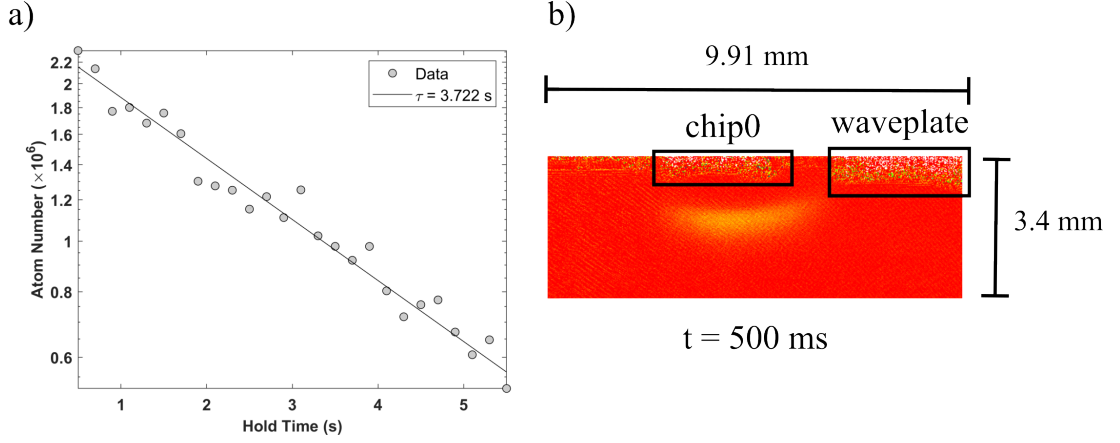 a)
Atom Number (×10^6)
2.2
2
1.8
1.6
1.4
1.2
1
0.8
0.6
Data
τ = 3.722 s
1
2
3
4
5
Hold Time (s)
b)
9.91 mm
chip0
waveplate
3.4 mm
t = 500 ms